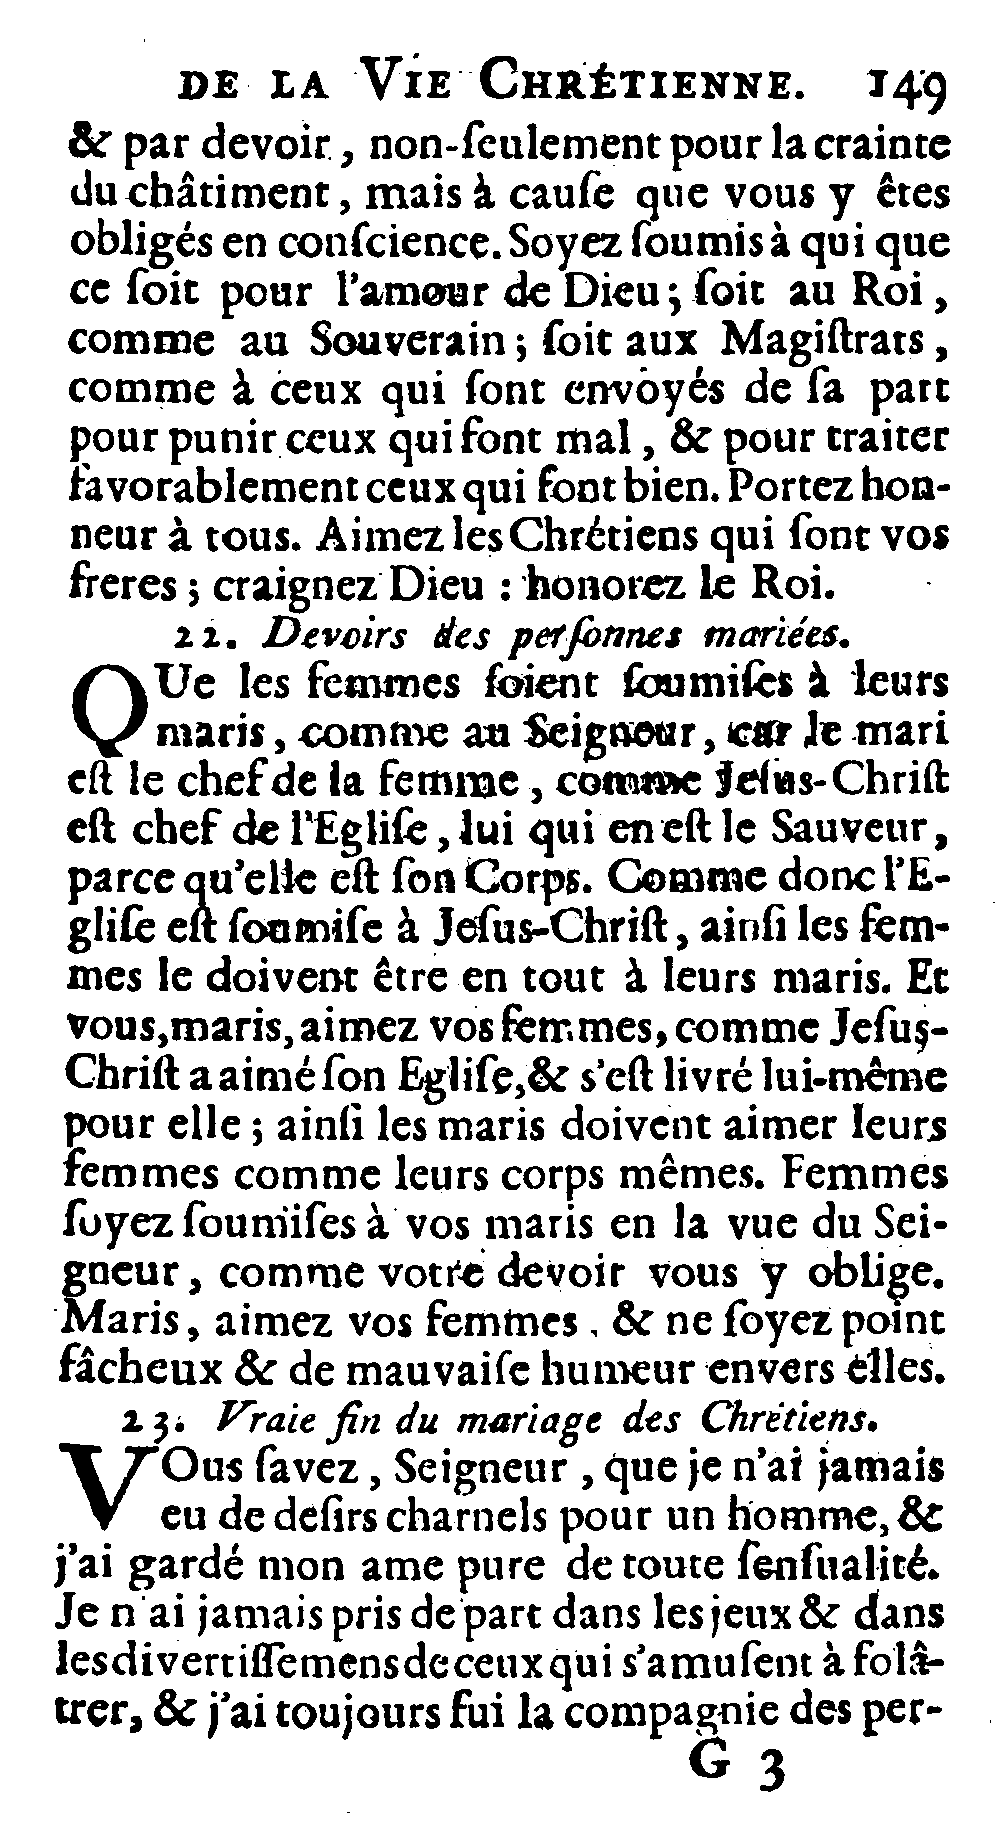 DE LA VIE CHRÉTIENNE. 149
& par devoir, non-ſeulement pour la crainte
du châtiment, mais à cauſe que vous y êtes
obligés en conſcience. Soyez ſoumis à qui que
ce ſoit pour l'amour de Dieu; ſoit au Roi,
comme au Souverain; ſoit aux Magiſtrats,
comme à ceux qui ſont envoyés de ſa part
pour punir ceux qui font mal, & pour traiter
favorablement ceux qui font bien. Portez hon-
neur à tous. Aimez les Chrétiens qui ſont vos
freres; craignez Dieu: honorez le Roi.
22. Devoirs des perſonnes mariées.
QUe les femmes ſoient ſoumiſes à leurs
maris, comme au Seigneur, car le mari
eſt le chef de la femme, comme Jeſus-Chriſt
eſt chef de l'Egliſe, lui qui en eſt le Sauveur,
parce qu'elle eſt ſon Corps. Comme donc l'E-
gliſe eſt ſoumiſe à Jeſus-Chriſt, ainſi les fem-
mes le doivent être en tout à leurs maris. Et
vous, maris, aimez vos femmes, comme Jeſus-
Chriſt a aimé ſon Egliſe, & s'eſt livré lui-même
pour elle; ainſi les maris doivent aimer leurs
femmes comme leurs corps mêmes. Femmes
ſoyez ſoumiſes à vos maris en la vue du Sei-
gneur, comme votre devoir vous y oblige.
Maris, aimez vos femmes, & ne ſoyez point
fâcheux & de mauvaiſe humeur envers elles.
23. Vraie fin du mariage des Chrétiens.
VOus ſavez, Seigneur, que je n'ai jamais
eu de deſirs charnels pour un homme, &
j'ai gardé mon ame pure de toute ſenſualité.
Je n'ai jamais pris de part dans les jeux & dans
les divertiſſemens de ceux qui s'amuſent à folâ-
trer, & j'ai toujours fui la compagnie des per-
G 3